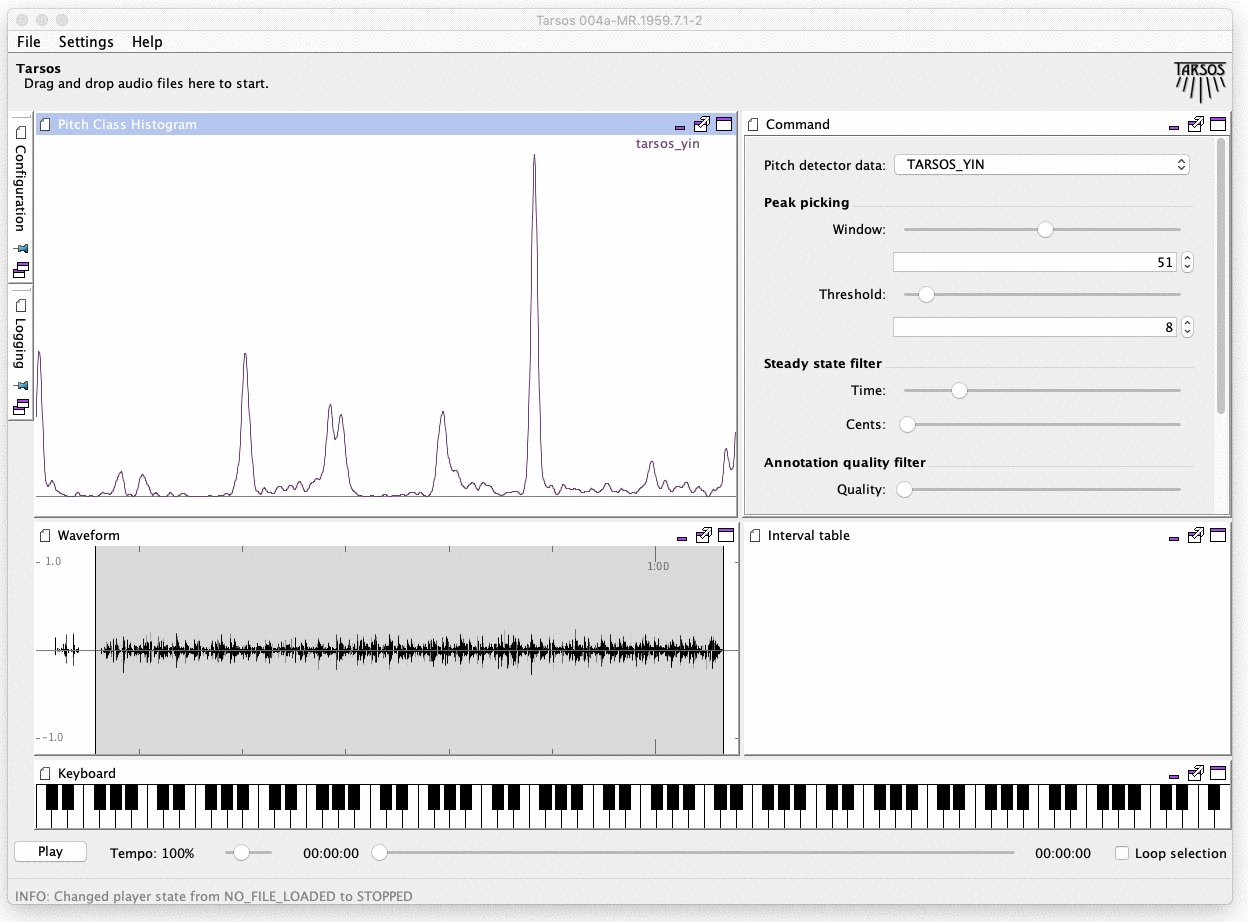 Tarsos 004a-MR.1959.7.1-2
File Settings Help
Tarsos
Drag and drop audio files here to start.
TARSOS
Configuration
Logging
Pitch Class Histogram
tarsos_yin
Command
Pitch detector data: TARSOS_YIN
Peak picking
Window:
51
Threshold:
8
Steady state filter
Time:
Cents:
Annotation quality filter
Quality:
Waveform
1.0
1:00
-1.0
Interval table
Keyboard
Play Tempo: 100% 00:00:00 00:00:00 Loop selection
INFO: Changed player state from NO_FILE_LOADED to STOPPED